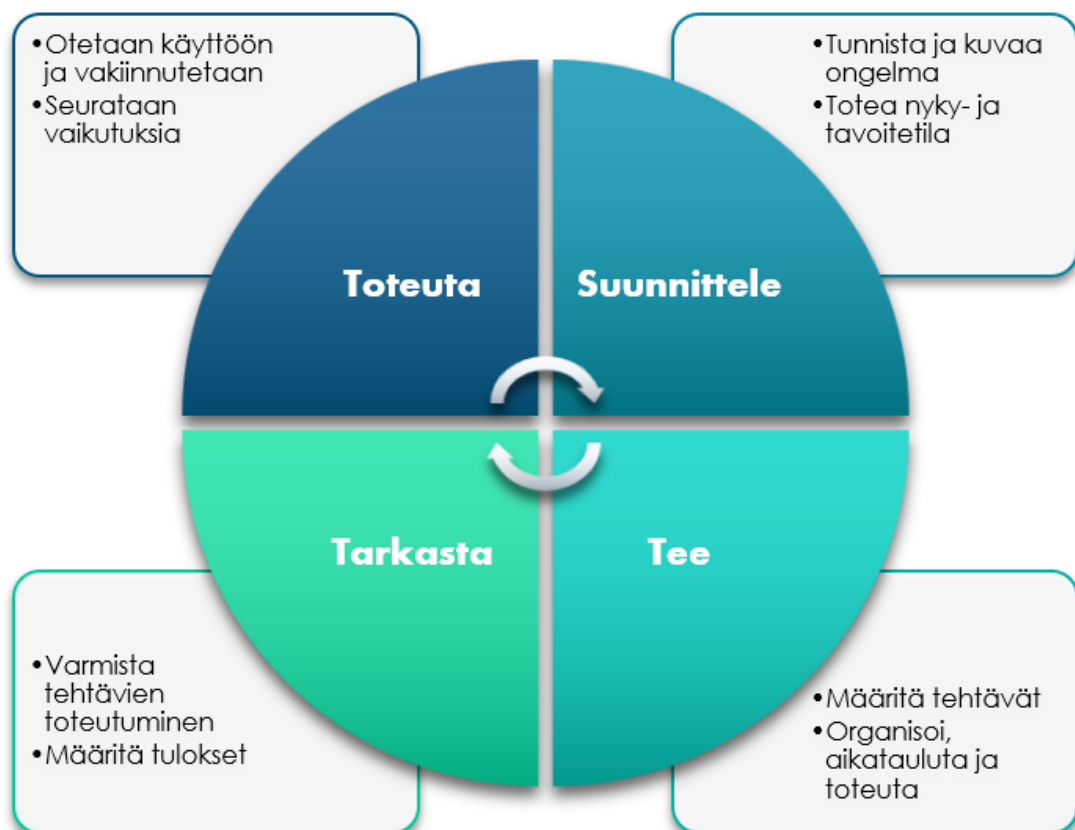 •Otetaan käyttöön
ja vakiinnutetaan
•Seurataan
vaikutuksia
•Tunnista ja kuvaa
ongelma
•Totea nyky- ja
tavoitetila
Toteuta
Suunnittele
Tarkasta
Tee
•Varmista
tehtävien
toteutuminen
•Määritä tulokset
•Määritä tehtävät
•Organisoi,
aikatauluta ja
toteuta